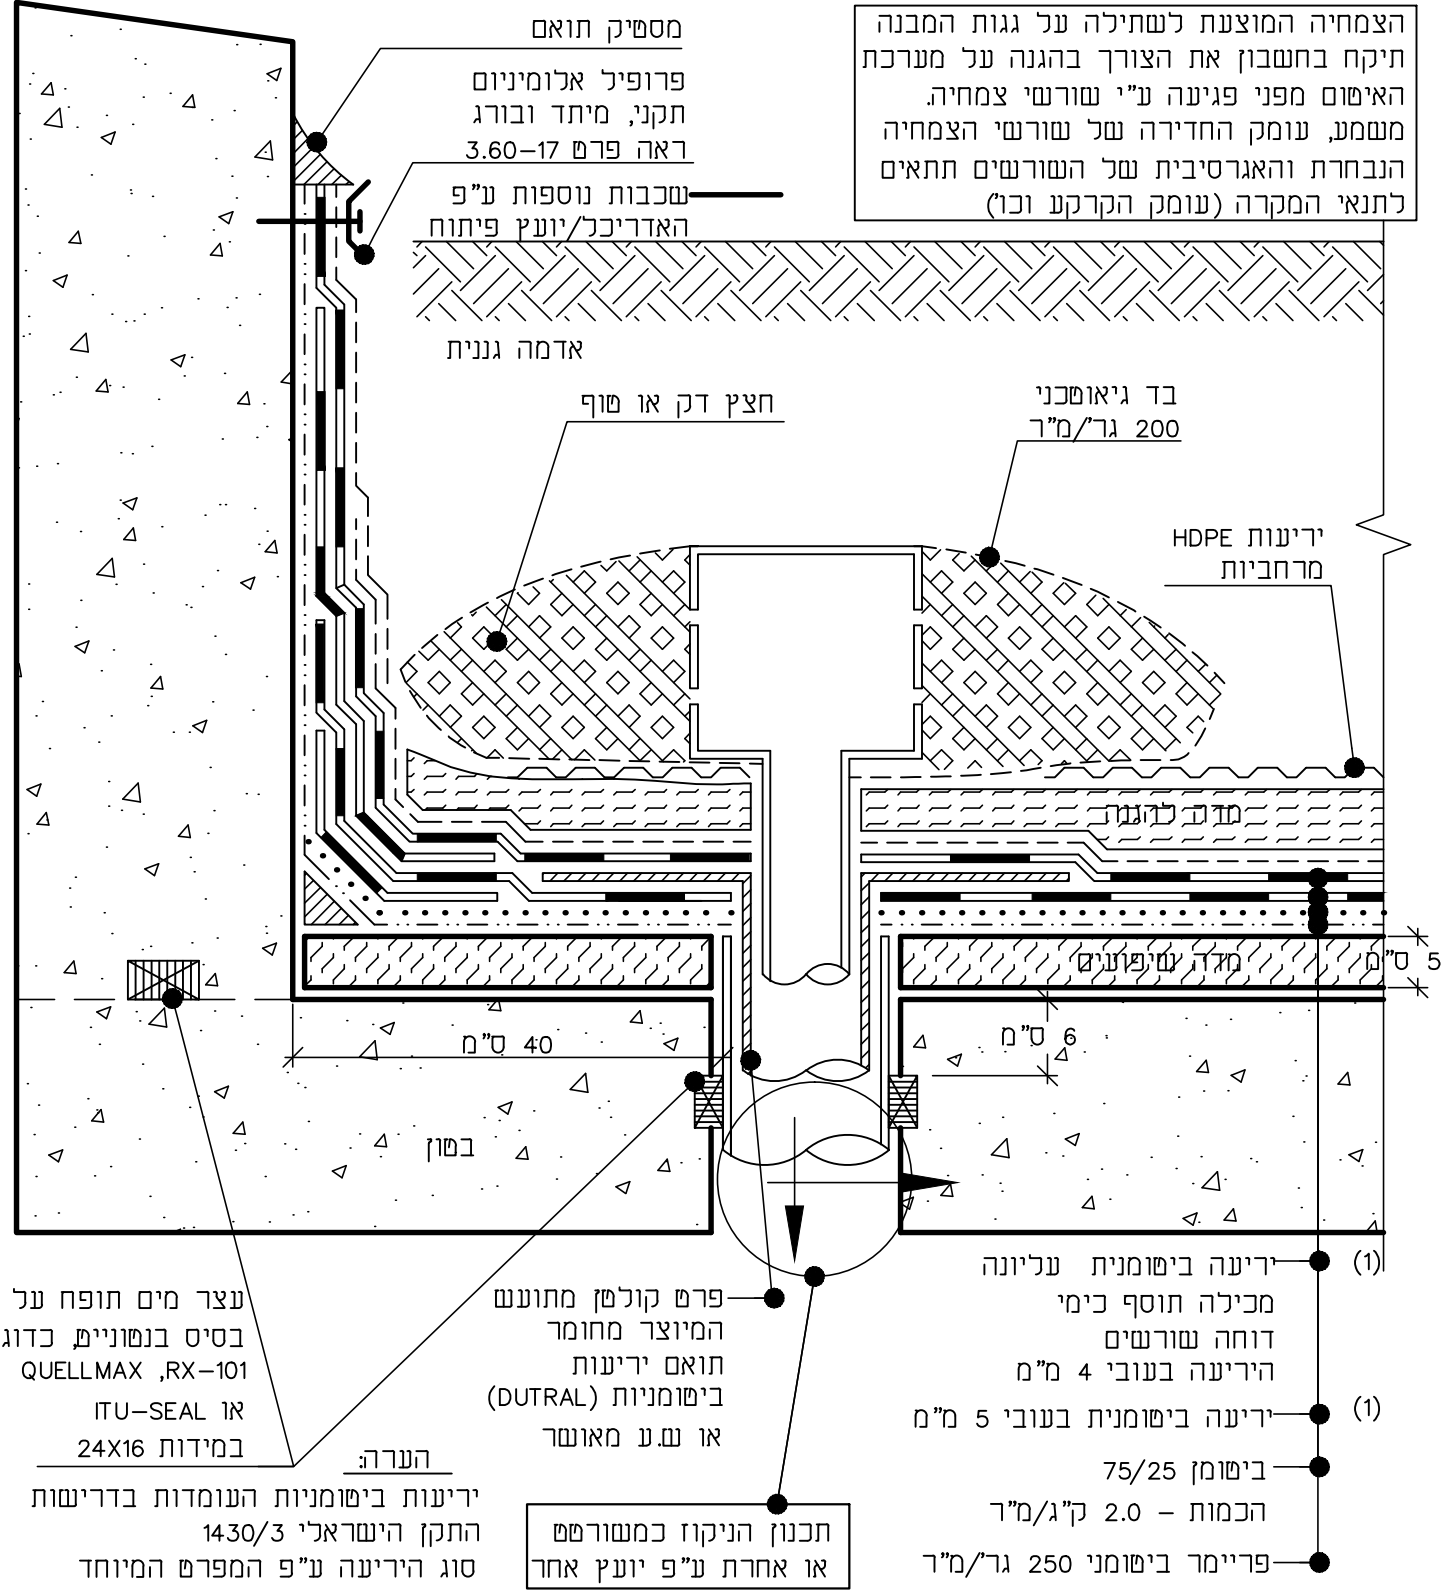 הצמחיה המוצעת לשתילה על גגות המבנה
תיקח בחשבון את הצורך בהגנה על מערכת
האיטום מפני פגיעה ע"י שורשי צמחיה.
משמע, עומק החדירה של שורשי הצמחיה
הנבחרת והאגרסיבית של השורשים תתאים
לתנאי המקרה (עומק הקרקע וכו')
מסטיק תואם
פרופיל אלומיניום
תקני, מיתד ובורג
ראה פרט 3.60-17
שכבות נוספות ע"פ
האדריכל/יועץ פיתוח
אדמה גננית
בד גיאוטכני
200 גר'/מ"ר
חצץ דק או טוף
יריעות HDPE
מרחביות
מדה להגנה
מדה שיפועים
5 ס"מ
6 ס"מ
40 ס"מ
בטון
(1) יריעה ביטומנית עליונה
מכילה תוסף כימי
דוחה שורשים
היריעה בעובי 4 מ"מ
(1) יריעה ביטומנית בעובי 5 מ"מ
ביטומן 75/25
הכמות - 2.0 ק"ג/מ"ר
פריימר ביטומני 250 גר'/מ"ר
פרט קולטן מתועש
המיוצר מחומר
תואם יריעות
ביטומניות (DUTRAL)
או ש.ע מאושר
תכנון הניקוז כמשורטט
או אחרת ע"פ יועץ אחר
עצר מים תופח על
בסיס בנטונייט, כדוג
QUELLMAX ,RX-101
או ITU-SEAL
במידות 24X16
הערה:
יריעות ביטומניות העומדות בדרישות
התקן הישראלי 1430/3
סוג היריעה ע"פ המפרט המיוחד